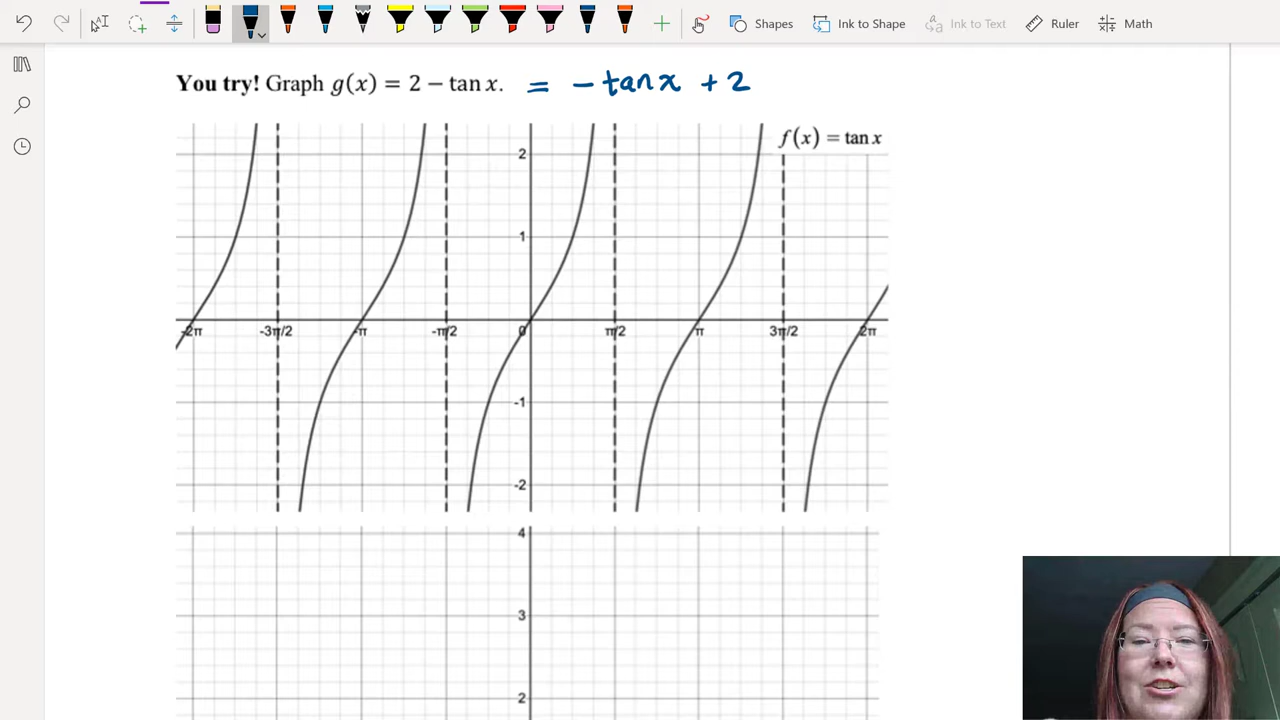 Shapes Ink to Shape Ink to Text Ruler Math
You try! Graph g(x) = 2 − tan x. = − tan x + 2
f(x) = tan x
2
1
-2π -3π/2 -π -π/2 0 π/2 π 3π/2 2π
-1
-2
4
3
2